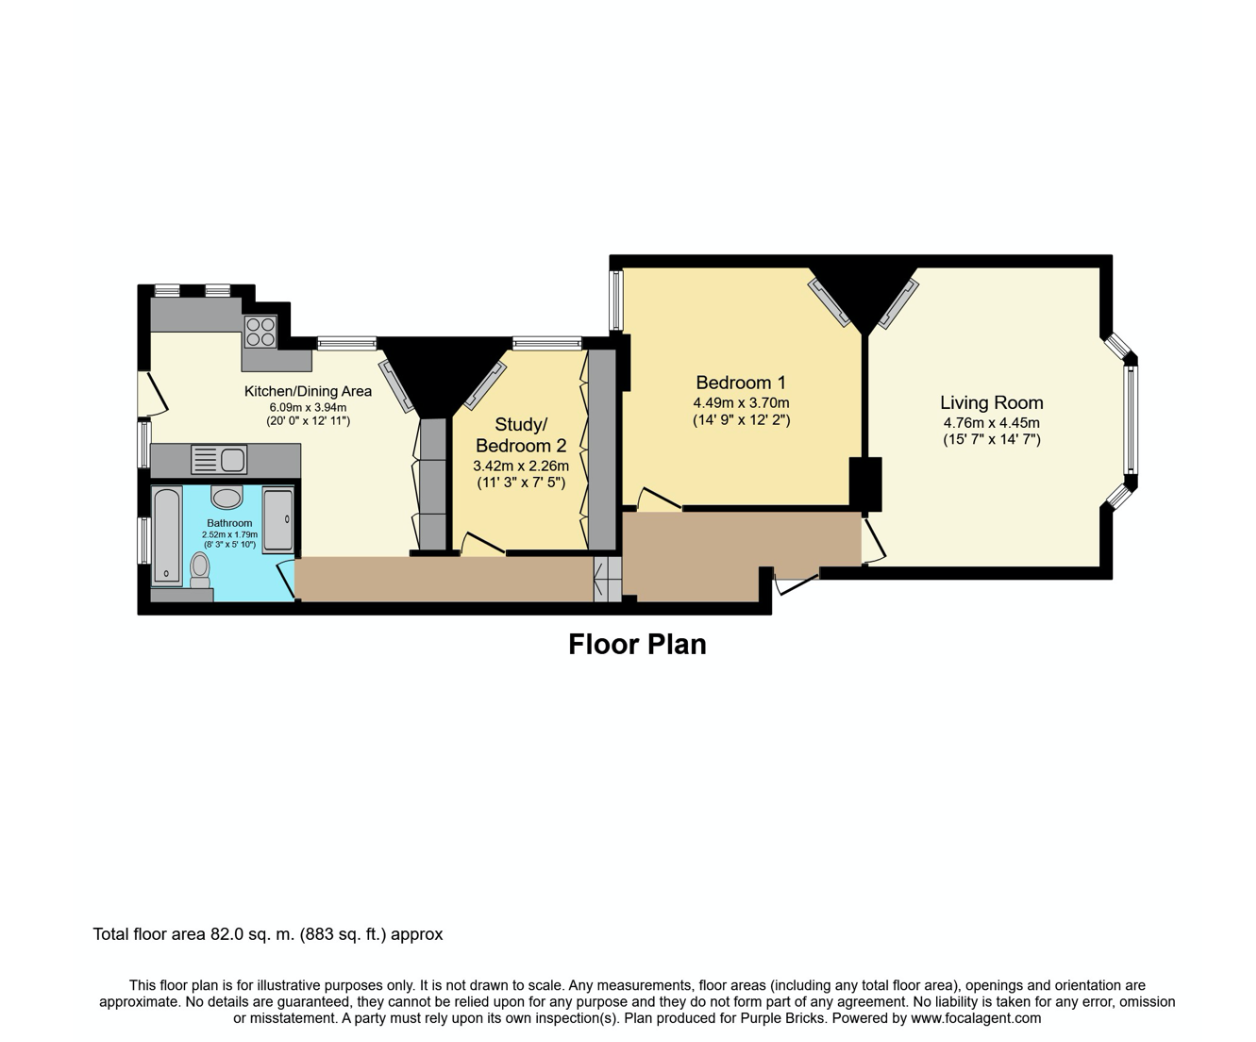 Kitchen/Dining Area
6.09m x 3.94m
(20' 0" x 12' 11")
Study/
Bedroom 2
3.42m x 2.26m
(11' 3" x 7' 5")
Bathroom
2.52m x 1.79m
(8' 3" x 5' 10")
Bedroom 1
4.49m x 3.70m
(14' 9" x 12' 2")
Living Room
4.76m x 4.45m
(15' 7" x 14' 7")
Floor Plan
Total floor area 82.0 sq. m. (883 sq. ft.) approx
This floor plan is for illustrative purposes only. It is not drawn to scale. Any measurements, floor areas (including any total floor area), openings and orientation are
approximate. No details are guaranteed, they cannot be relied upon for any purpose and they do not form part of any agreement. No liability is taken for any error, omission
or misstatement. A party must rely upon its own inspection(s). Plan produced for Purple Bricks. Powered by www.focalagent.com